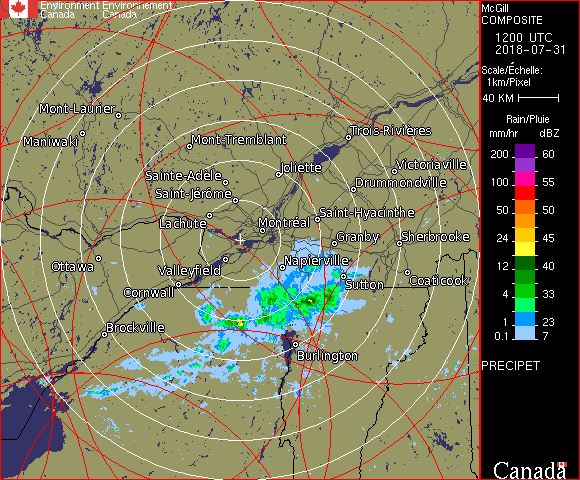 Environment Environnement
Canada Canada
McGill
COMPOSITE
1200 UTC
2018-07-31
Scale/Échelle:
1km/Pixel
40 KM
Rain/Pluie
mm/hr dBZ
200 60
100 55
50 50
24 45
12 40
4 33
1 23
0.1 7
PRECIPET
Mont-Laurier
Maniwaki
Mont-Tremblant
Trois-Rivières
Joliette
Victoriaville
Sainte-Adèle
Drummondville
Saint-Jérôme
Saint-Hyacinthe
Lachute
Montréal
Granby
Sherbrooke
Ottawa
Valleyfield
Napierville
Coaticook
Cornwall
Sutton
Brockville
Burlington
Canada